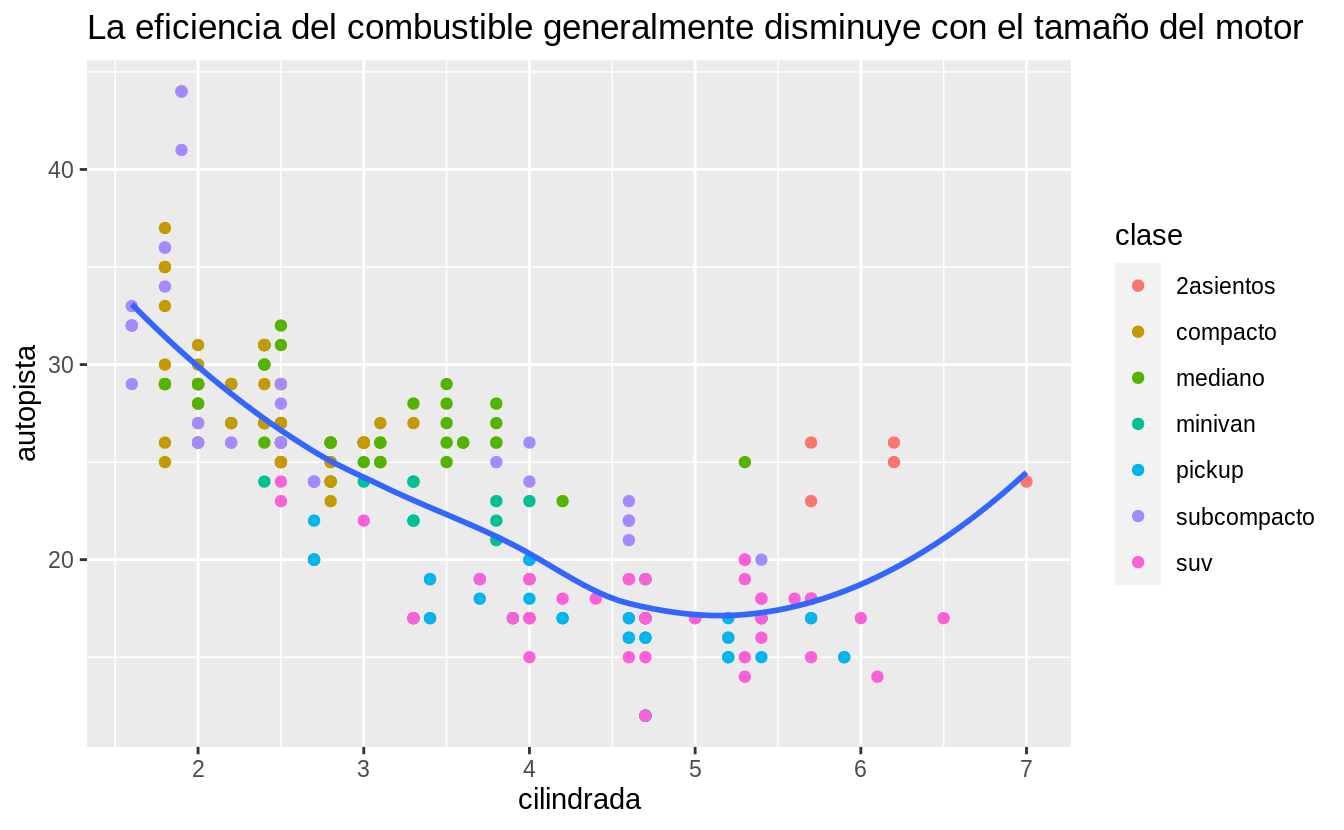 La eficiencia del combustible generalmente disminuye con el tamaño del motor
40
30
20
autopista
2 3 4 5 6 7
cilindrada
clase
2asientos
compacto
mediano
minivan
pickup
subcompacto
suv